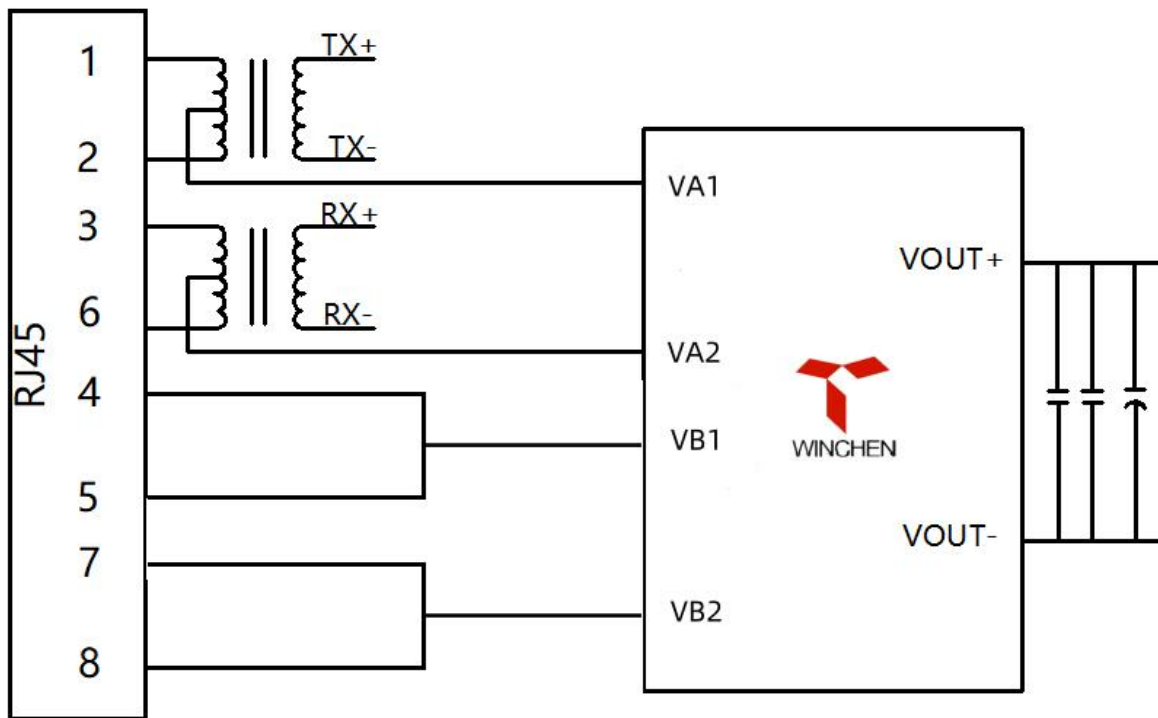 1
TX+
2
TX-
VA1
3
RX+
VOUT+
6
RX-
VA2
RJ45
4
VB1
WINCHEN
5
VOUT-
7
VB2
8